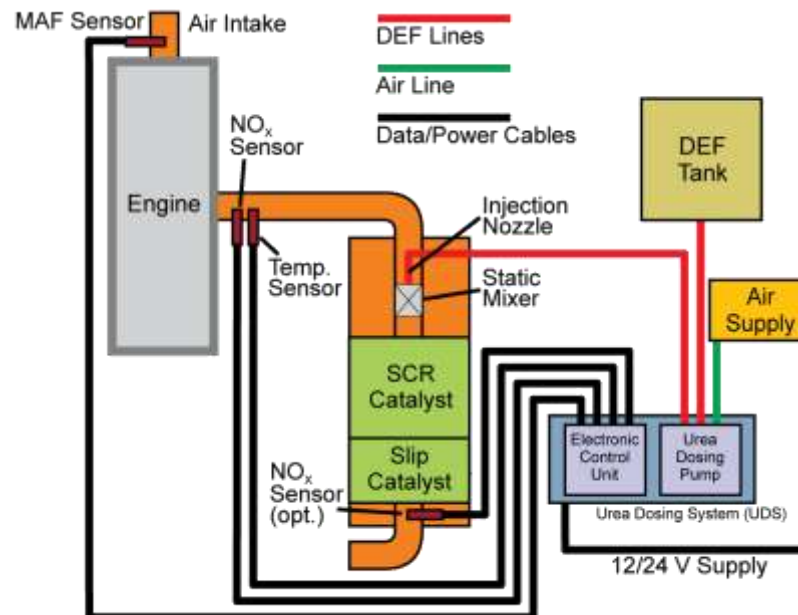 MAF Sensor
Air Intake
DEF Lines
Air Line
Data/Power Cables
NOx
Sensor
DEF
Tank
Engine
Injection
Nozzle
Temp.
Sensor
Static
Mixer
Air
Supply
SCR
Catalyst
Slip
Catalyst
Electronic
Control
Unit
Urea
Dosing
Pump
NOx
Sensor
(opt.)
Urea Dosing System (UDS)
12/24 V Supply